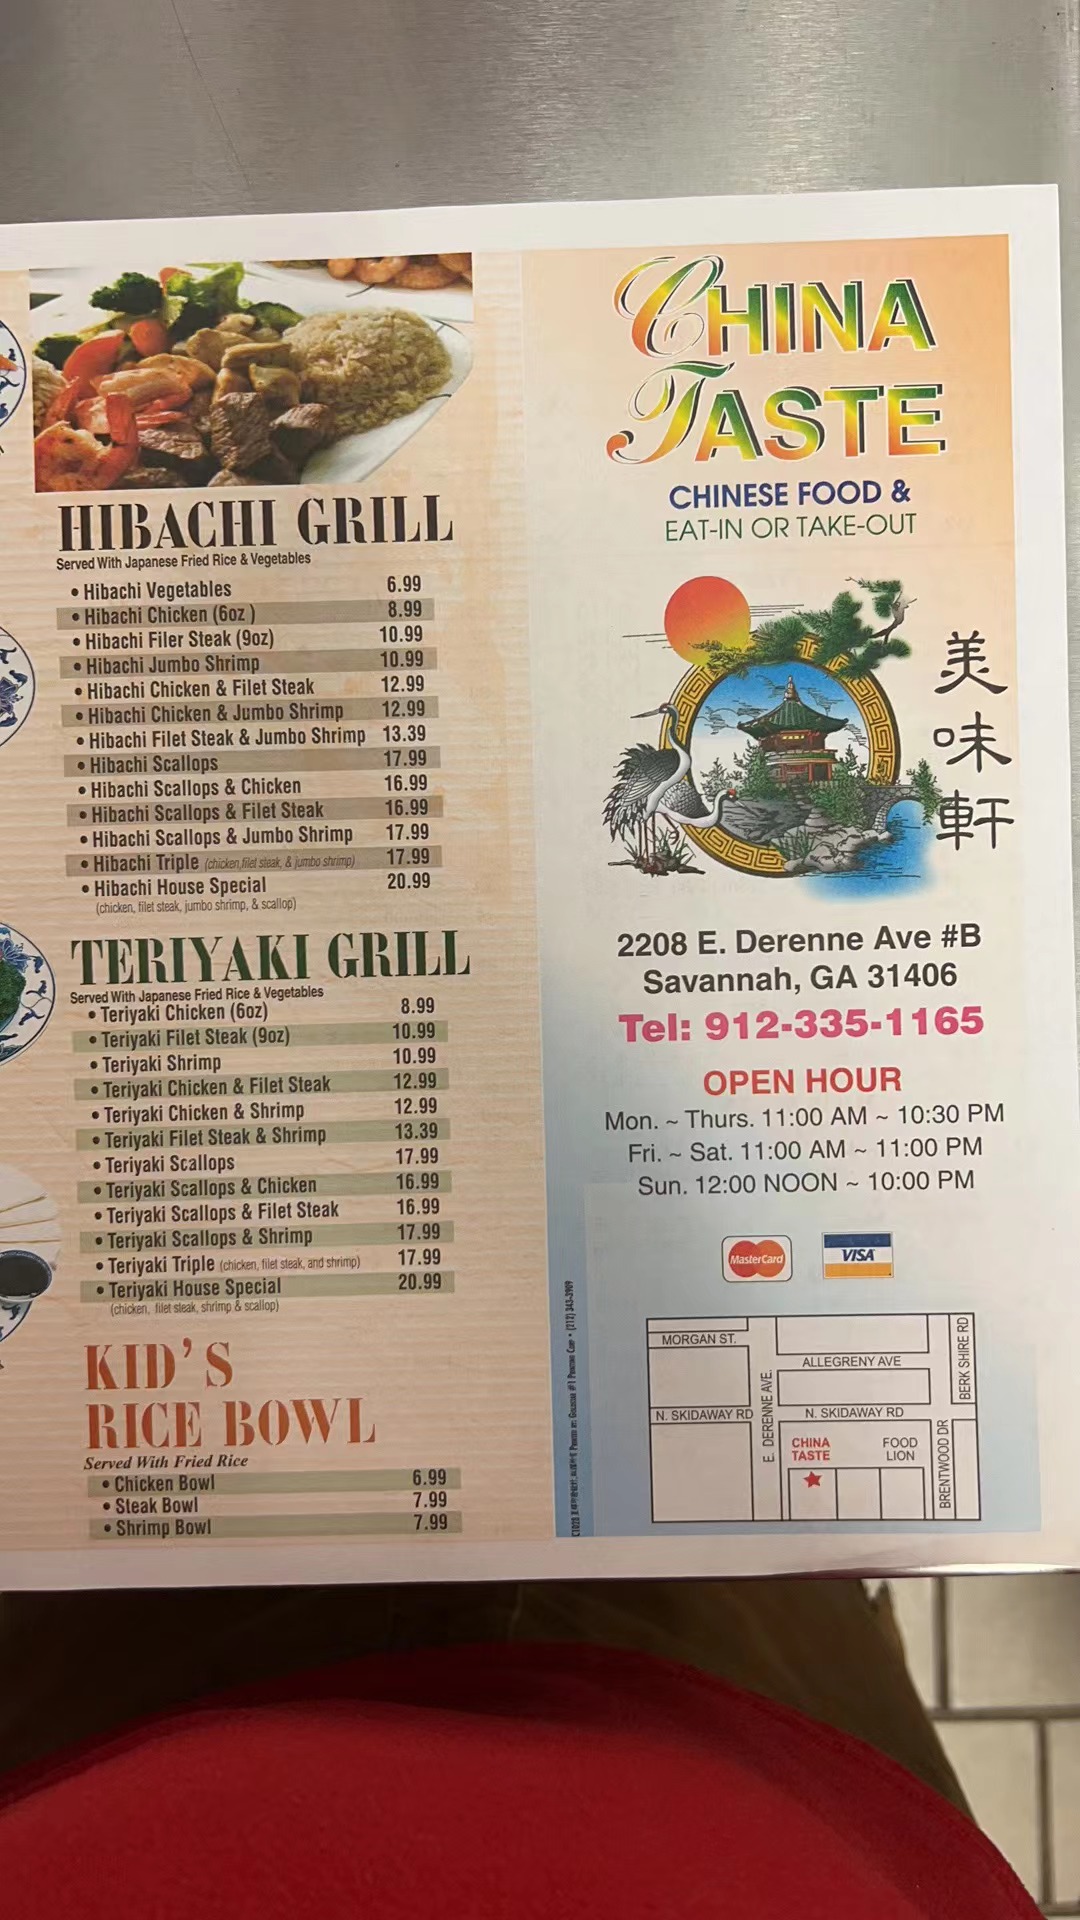 HIBACHI GRILL
Served With Japanese Fried Rice & Vegetables
• Hibachi Vegetables 6.99
• Hibachi Chicken (6oz ) 8.99
• Hibachi Filer Steak (9oz) 10.99
• Hibachi Jumbo Shrimp 10.99
• Hibachi Chicken & Filet Steak 12.99
• Hibachi Chicken & Jumbo Shrimp 12.99
• Hibachi Filet Steak & Jumbo Shrimp 13.39
• Hibachi Scallops 17.99
• Hibachi Scallops & Chicken 16.99
• Hibachi Scallops & Filet Steak 16.99
• Hibachi Scallops & Jumbo Shrimp 17.99
• Hibachi Triple (chicken,filet steak, & jumbo shrimp) 17.99
• Hibachi House Special 20.99
(chicken, filet steak, jumbo shrimp, & scallop)
TERIYAKI GRILL
Served With Japanese Fried Rice & Vegetables
• Teriyaki Chicken (6oz) 8.99
• Teriyaki Filet Steak (9oz) 10.99
• Teriyaki Shrimp 10.99
• Teriyaki Chicken & Filet Steak 12.99
• Teriyaki Chicken & Shrimp 12.99
• Teriyaki Filet Steak & Shrimp 13.39
• Teriyaki Scallops 17.99
• Teriyaki Scallops & Chicken 16.99
• Teriyaki Scallops & Filet Steak 16.99
• Teriyaki Scallops & Shrimp 17.99
• Teriyaki Triple (chicken, filet steak, and shrimp) 17.99
• Teriyaki House Special 20.99
(chicken, filet steak, shrimp & scallop)
KID'S
RICE BOWL
Served With Fried Rice
• Chicken Bowl 6.99
• Steak Bowl 7.99
• Shrimp Bowl 7.99
CHINA
TASTE
CHINESE FOOD &
EAT-IN OR TAKE-OUT
美味軒
2208 E. Derenne Ave #B
Savannah, GA 31406
Tel: 912-335-1165
OPEN HOUR
Mon. ~ Thurs. 11:00 AM ~ 10:30 PM
Fri. ~ Sat. 11:00 AM ~ 11:00 PM
Sun. 12:00 NOON ~ 10:00 PM
MasterCard
VISA
MORGAN ST.
ALLEGRENY AVE
BERK SHIRE RD
E. DERENNE AVE.
N. SKIDAWAY RD
N. SKIDAWAY RD
CHINA
TASTE
FOOD
LION
BRENTWOOD DR
(212) 343-3909